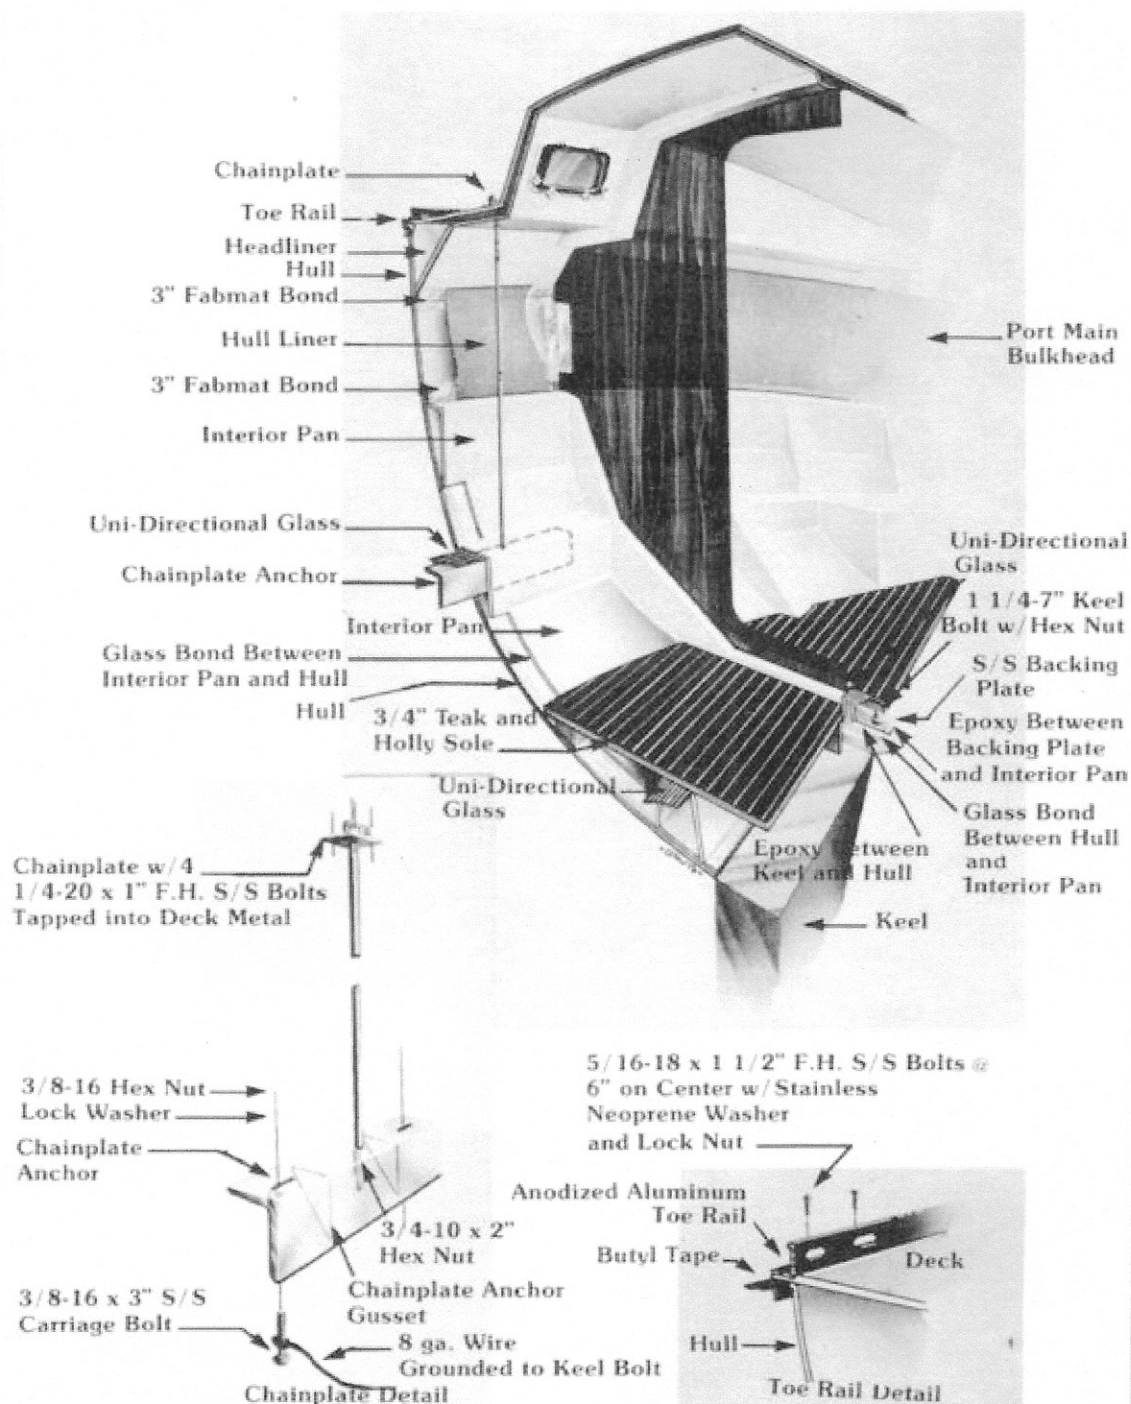 Chainplate
Toe Rail
Headliner
Hull
3" Fabmat Bond
Hull Liner
3" Fabmat Bond
Interior Pan
Uni-Directional Glass
Chainplate Anchor
Interior Pan
Glass Bond Between
Interior Pan and Hull
Hull
3/4" Teak and
Holly Sole
Uni-Directional
Glass
Port Main
Bulkhead
Uni-Directional
Glass
1 1/4-7" Keel
Bolt w/Hex Nut
S/S Backing
Plate
Epoxy Between
Backing Plate
and Interior Pan
Glass Bond
Between Hull
and
Interior Pan
Epoxy Between
Keel and Hull
Keel
Chainplate w/4
1/4-20 x 1" F.H. S/S Bolts
Tapped into Deck Metal
3/8-16 Hex Nut
Lock Washer
Chainplate
Anchor
3/4-10 x 2"
Hex Nut
Chainplate Anchor
Gusset
3/8-16 x 3" S/S
Carriage Bolt
8 ga. Wire
Grounded to Keel Bolt
Chainplate Detail
5/16-18 x 1 1/2" F.H. S/S Bolts @
6" on Center w/Stainless
Neoprene Washer
and Lock Nut
Anodized Aluminum
Toe Rail
Butyl Tape
Deck
Hull
Toe Rail Detail